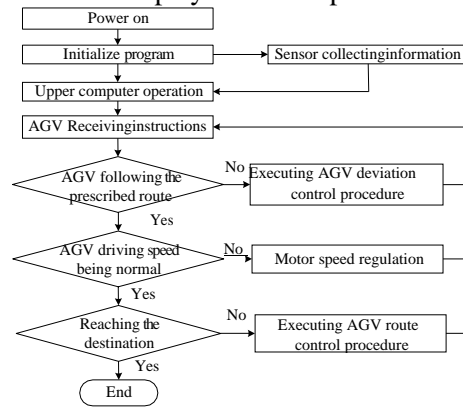 Power on
Initialize program
Sensor collectinginformation
Upper computer operation
AGV Receivinginstructions
AGV following the
prescribed route
No
Executing AGV deviation
control procedure
Yes
AGV driving speed
being normal
No
Motor speed regulation
Yes
Reaching the
destination
No
Executing AGV route
control procedure
Yes
End